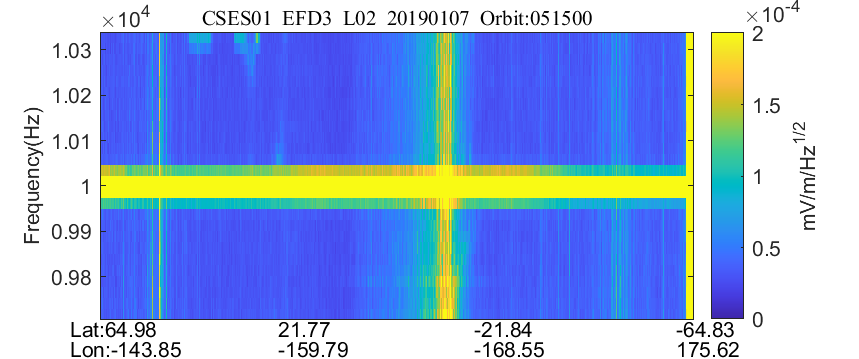 ×10⁴ CSES01 EFD3 L02 20190107 Orbit:051500 ×10⁻⁴
Frequency(Hz)
1.03
1.02
1.01
1
0.99
0.98
2
1.5
1
0.5
0
mV/m/Hz^1/2
Lat:64.98 21.77 -21.84 -64.83
Lon:-143.85 -159.79 -168.55 175.62